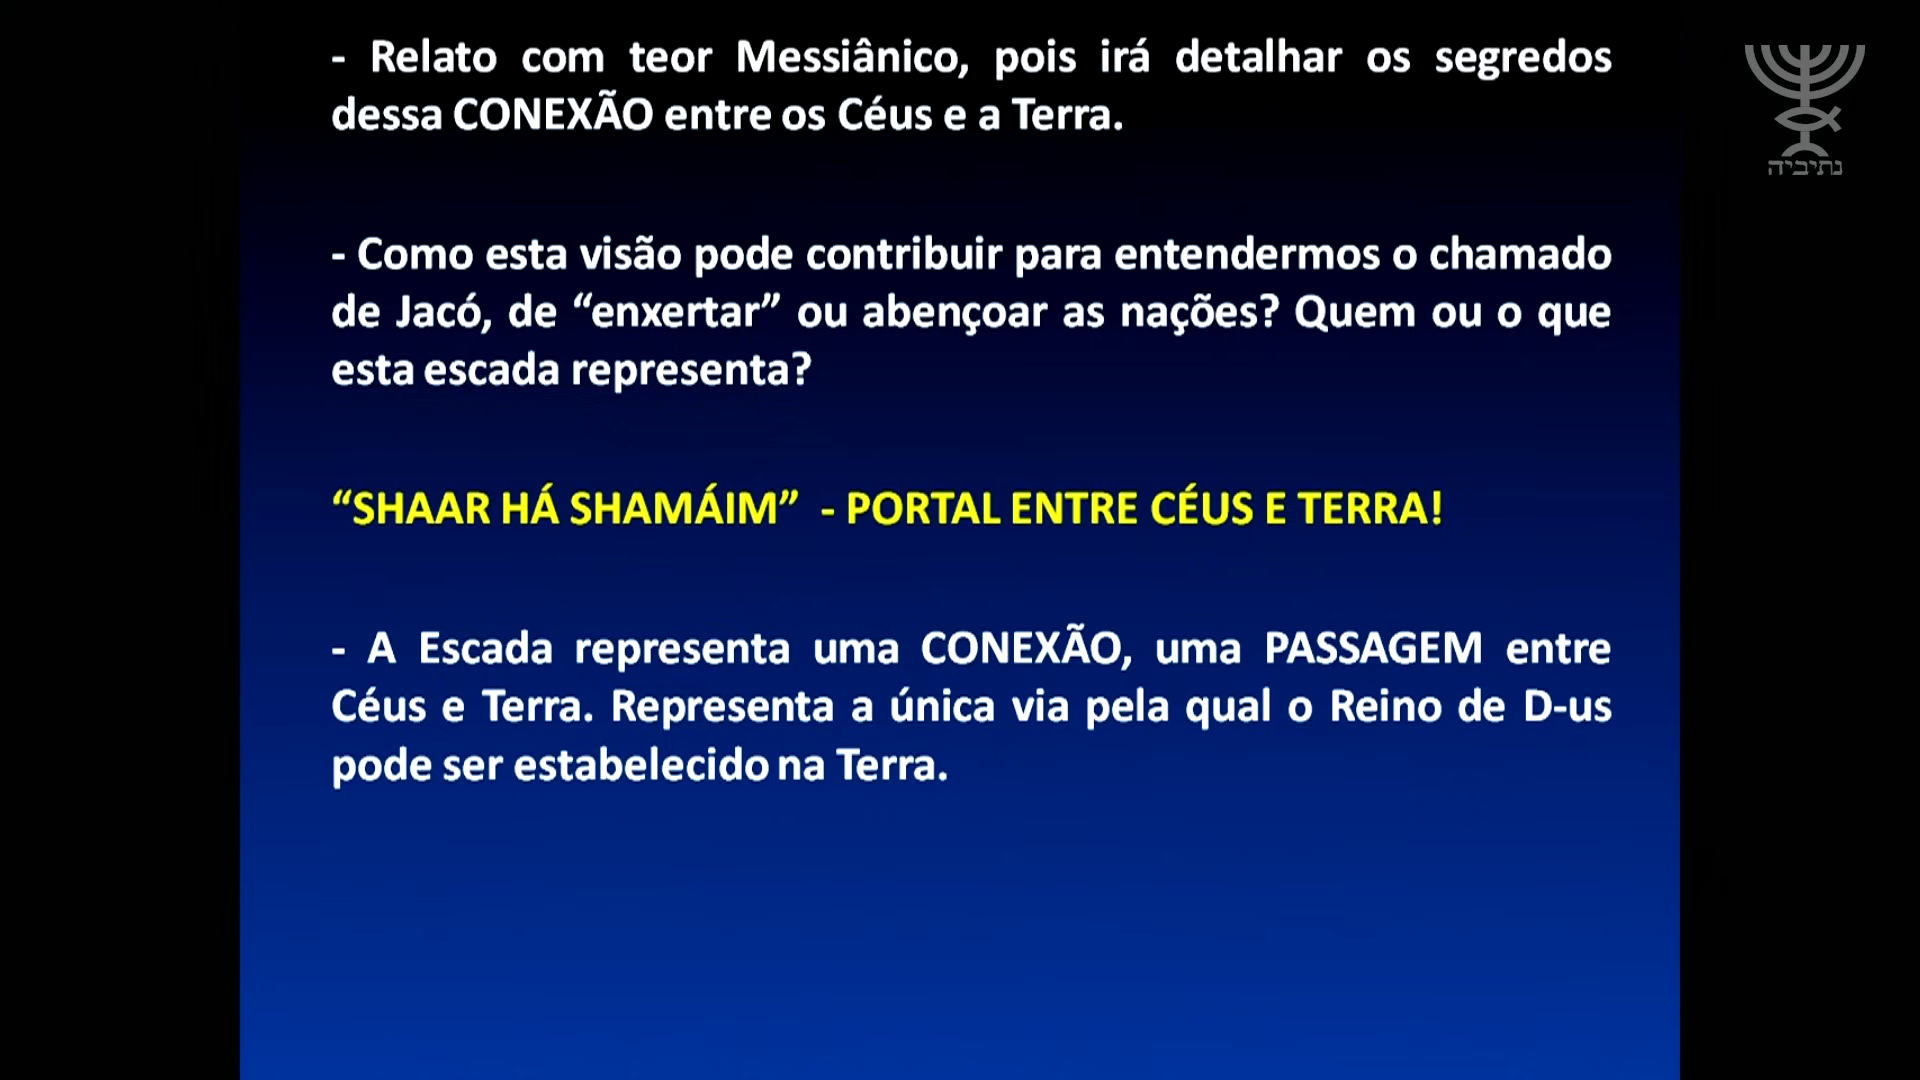 - Relato com teor Messiânico, pois irá detalhar os segredos
dessa CONEXÃO entre os Céus e a Terra.
- Como esta visão pode contribuir para entendermos o chamado
de Jacó, de “enxertar” ou abençoar as nações? Quem ou o que
esta escada representa?
“SHAAR HÁ SHAMÁIM” - PORTAL ENTRE CÉUS E TERRA!
- A Escada representa uma CONEXÃO, uma PASSAGEM entre
Céus e Terra. Representa a única via pela qual o Reino de D-us
pode ser estabelecido na Terra.
נתיביה